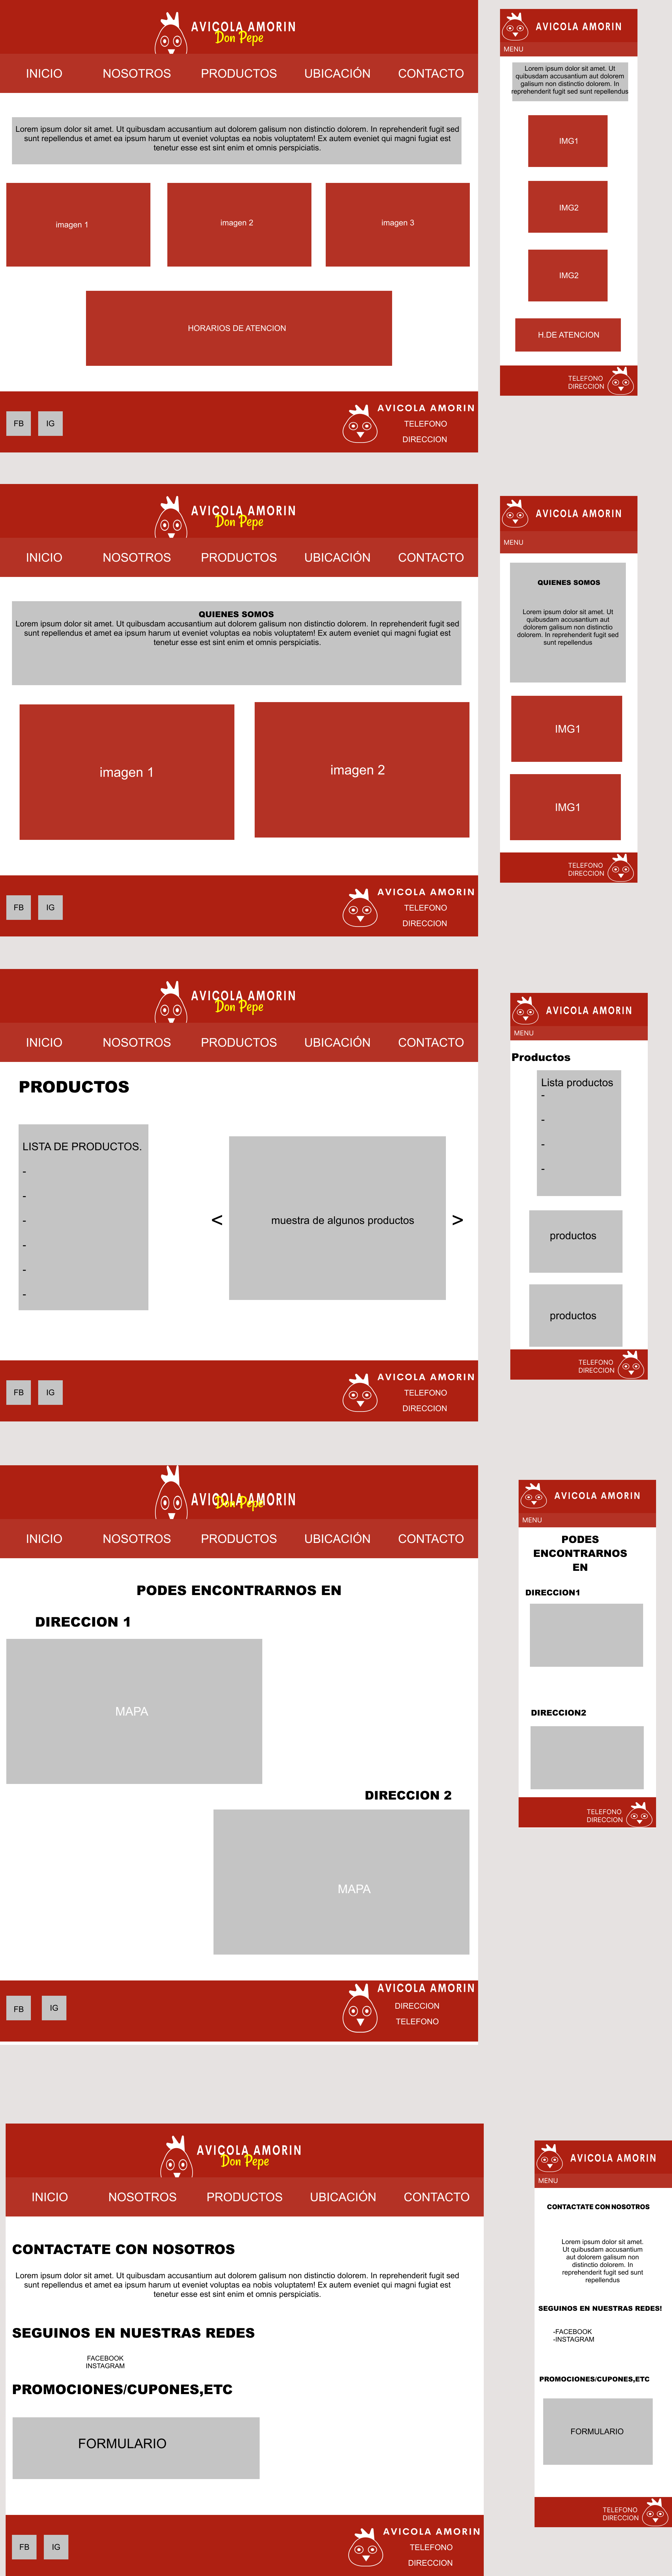 AVICOLA AMORIN
Don Pepe
INICIO NOSOTROS PRODUCTOS UBICACIÓN CONTACTO
Lorem ipsum dolor sit amet. Ut quibusdam accusantium aut dolorem galisum non distinctio dolorem. In reprehenderit fugit sed
sunt repellendus et amet ea ipsum harum ut eveniet voluptas ea nobis voluptatem! Ex autem eveniet qui magni fugiat est
tenetur esse est sint enim et omnis perspiciatis.
imagen 1
imagen 2
imagen 3
HORARIOS DE ATENCION
FB
IG
AVICOLA AMORIN
TELEFONO
DIRECCION
AVICOLA AMORIN
MENU
Lorem ipsum dolor sit amet. Ut
quibusdam accusantium aut dolorem
galisum non distinctio dolorem. In
reprehenderit fugit sed sunt repellendus
IMG1
IMG2
IMG2
H.DE ATENCION
TELEFONO
DIRECCION
AVICOLA AMORIN
Don Pepe
INICIO NOSOTROS PRODUCTOS UBICACIÓN CONTACTO
QUIENES SOMOS
Lorem ipsum dolor sit amet. Ut quibusdam accusantium aut dolorem galisum non distinctio dolorem. In reprehenderit fugit sed
sunt repellendus et amet ea ipsum harum ut eveniet voluptas ea nobis voluptatem! Ex autem eveniet qui magni fugiat est
tenetur esse est sint enim et omnis perspiciatis.
imagen 1
imagen 2
FB
IG
AVICOLA AMORIN
TELEFONO
DIRECCION
AVICOLA AMORIN
MENU
QUIENES SOMOS
Lorem ipsum dolor sit amet. Ut
quibusdam accusantium aut
dolorem galisum non distinctio
dolorem. In reprehenderit fugit sed
sunt repellendus
IMG1
IMG1
TELEFONO
DIRECCION
AVICOLA AMORIN
Don Pepe
INICIO NOSOTROS PRODUCTOS UBICACIÓN CONTACTO
PRODUCTOS
LISTA DE PRODUCTOS.
-
-
-
-
-
-
<
muestra de algunos productos
>
FB
IG
AVICOLA AMORIN
TELEFONO
DIRECCION
AVICOLA AMORIN
MENU
Productos
Lista productos
-
-
-
-
productos
productos
TELEFONO
DIRECCION
AVICOLA AMORIN
Don Pepe
INICIO NOSOTROS PRODUCTOS UBICACIÓN CONTACTO
PODES ENCONTRARNOS EN
DIRECCION 1
MAPA
DIRECCION 2
MAPA
FB
IG
AVICOLA AMORIN
DIRECCION
TELEFONO
AVICOLA AMORIN
MENU
PODES
ENCONTRARNOS
EN
DIRECCION1
DIRECCION2
TELEFONO
DIRECCION
AVICOLA AMORIN
Don Pepe
INICIO NOSOTROS PRODUCTOS UBICACIÓN CONTACTO
CONTACTATE CON NOSOTROS
Lorem ipsum dolor sit amet. Ut quibusdam accusantium aut dolorem galisum non distinctio dolorem. In reprehenderit fugit sed
sunt repellendus et amet ea ipsum harum ut eveniet voluptas ea nobis voluptatem! Ex autem eveniet qui magni fugiat est
tenetur esse est sint enim et omnis perspiciatis.
SEGUINOS EN NUESTRAS REDES
FACEBOOK
INSTAGRAM
PROMOCIONES/CUPONES,ETC
FORMULARIO
FB
IG
AVICOLA AMORIN
TELEFONO
DIRECCION
AVICOLA AMORIN
MENU
CONTACTATE CON NOSOTROS
Lorem ipsum dolor sit amet.
Ut quibusdam accusantium
aut dolorem galisum non
distinctio dolorem. In
reprehenderit fugit sed sunt
repellendus
SEGUINOS EN NUESTRAS REDES!
-FACEBOOK
-INSTAGRAM
PROMOCIONES/CUPONES,ETC
FORMULARIO
TELEFONO
DIRECCION